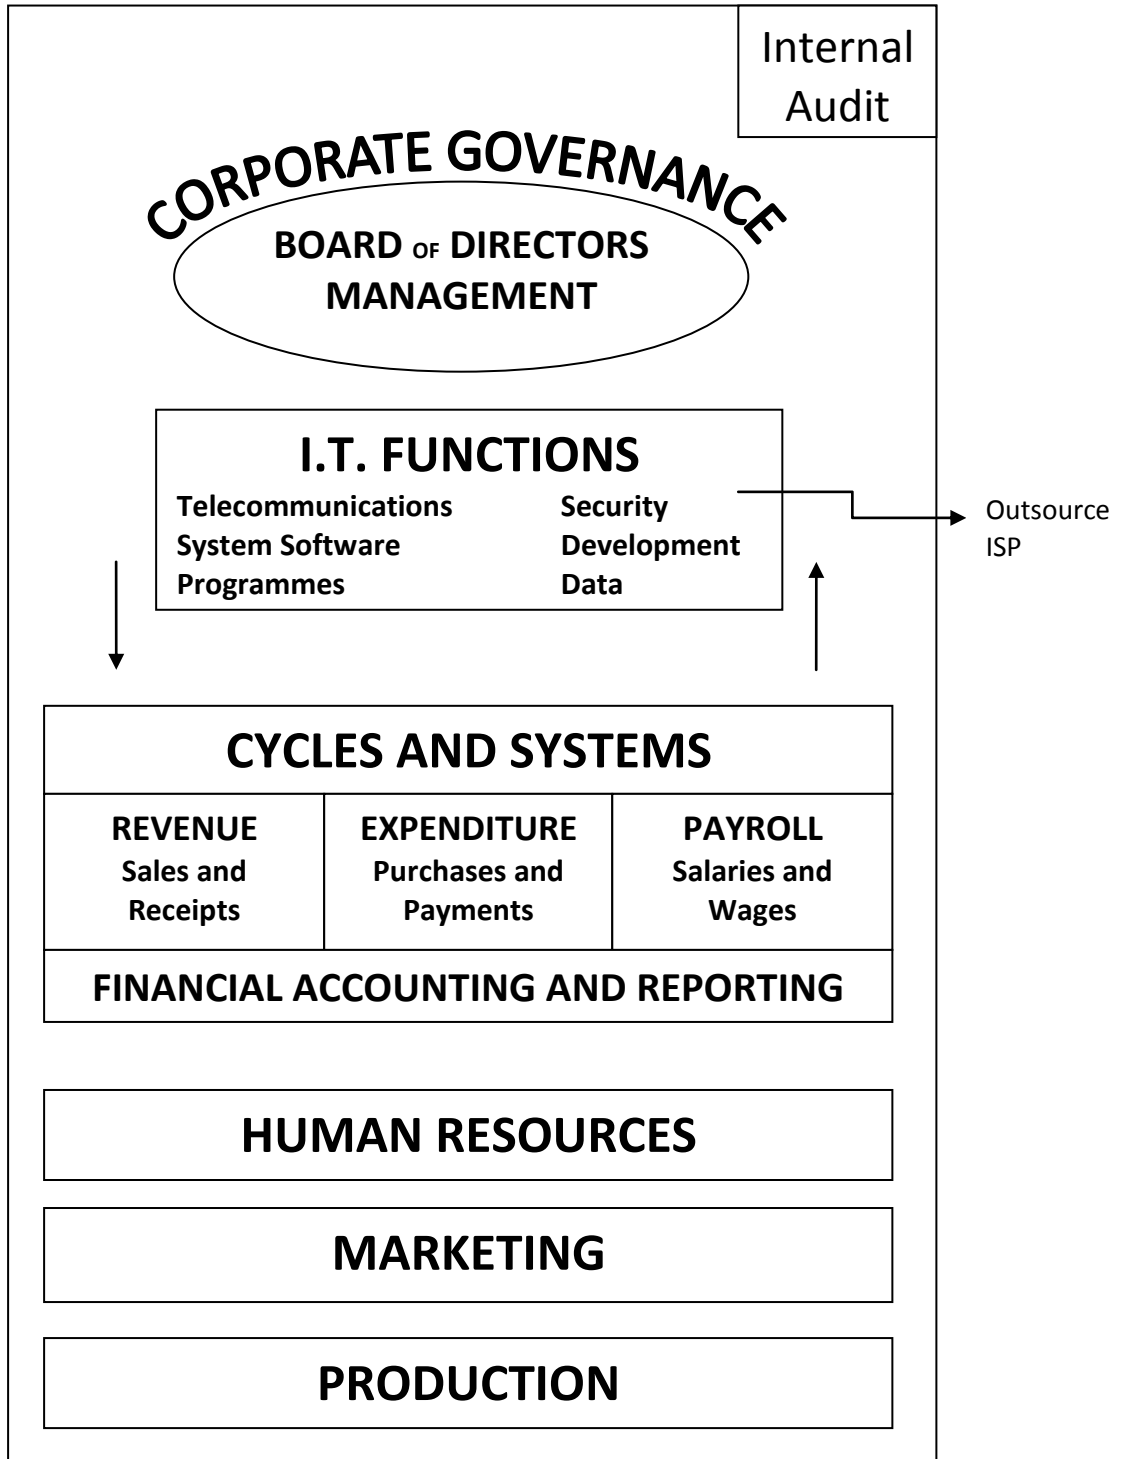 Internal
Audit
CORPORATE GOVERNANCE
BOARD OF DIRECTORS
MANAGEMENT
I.T. FUNCTIONS
Telecommunications
System Software
Programmes
Security
Development
Data
Outsource
ISP
CYCLES AND SYSTEMS
REVENUE
Sales and
Receipts
EXPENDITURE
Purchases and
Payments
PAYROLL
Salaries and
Wages
FINANCIAL ACCOUNTING AND REPORTING
HUMAN RESOURCES
MARKETING
PRODUCTION